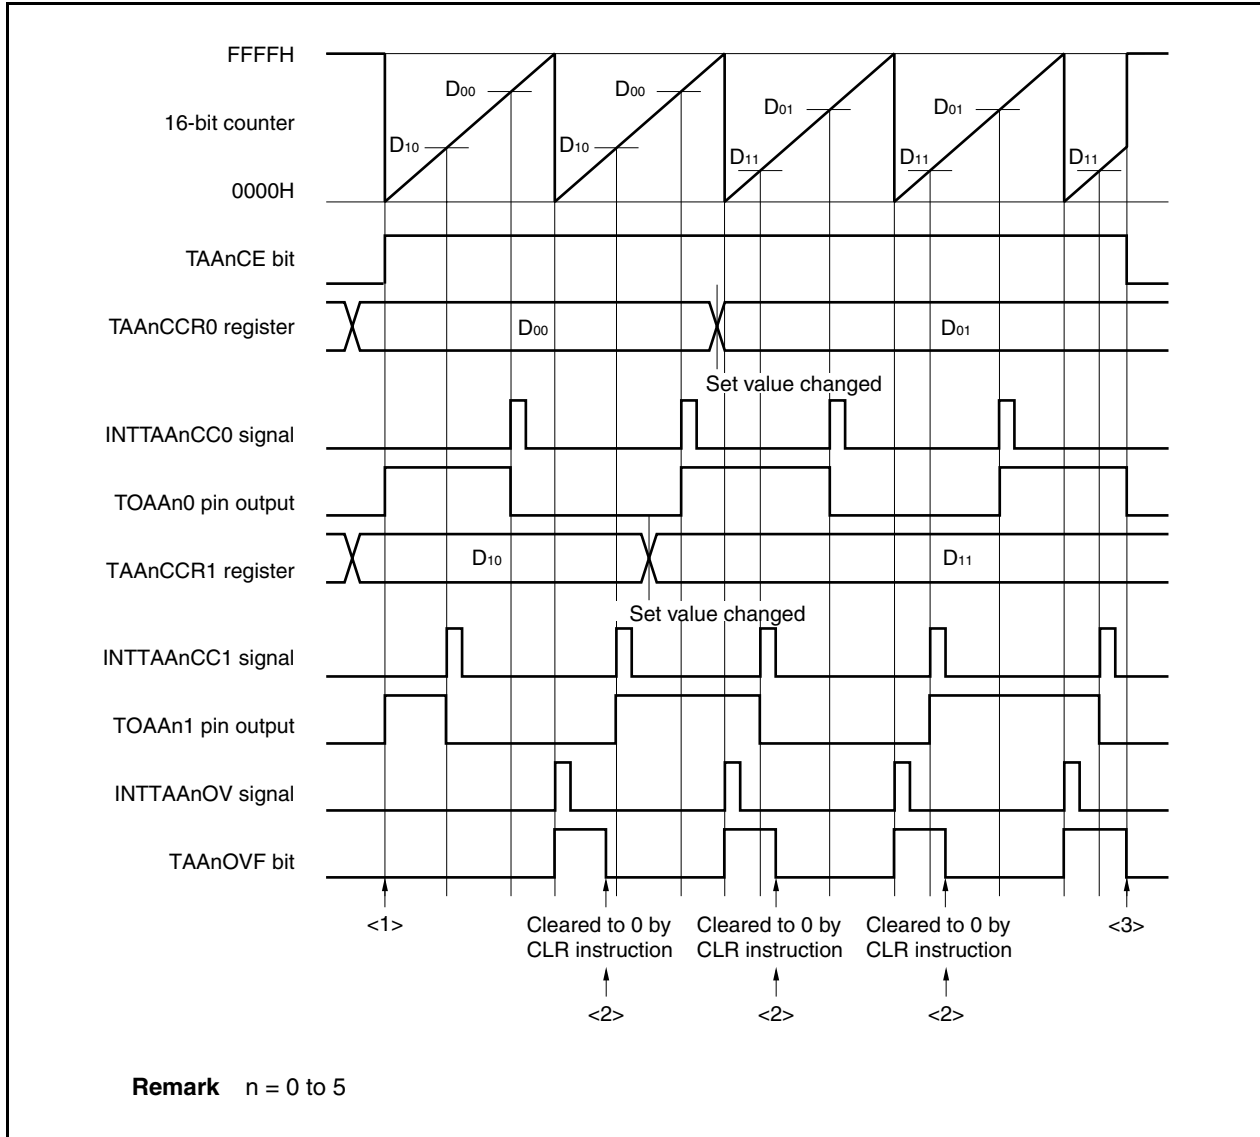 FFFFH
D00 D00 D01 D01
16-bit counter
D10 D10 D11 D11 D11
0000H
TAAnCE bit
TAAnCCR0 register D00 D01
Set value changed
INTTAAnCC0 signal
TOAAn0 pin output
TAAnCCR1 register D10 D11
Set value changed
INTTAAnCC1 signal
TOAAn1 pin output
INTTAAnOV signal
TAAnOVF bit
<1> Cleared to 0 by Cleared to 0 by Cleared to 0 by <3>
CLR instruction CLR instruction CLR instruction
<2> <2> <2>
Remark n = 0 to 5